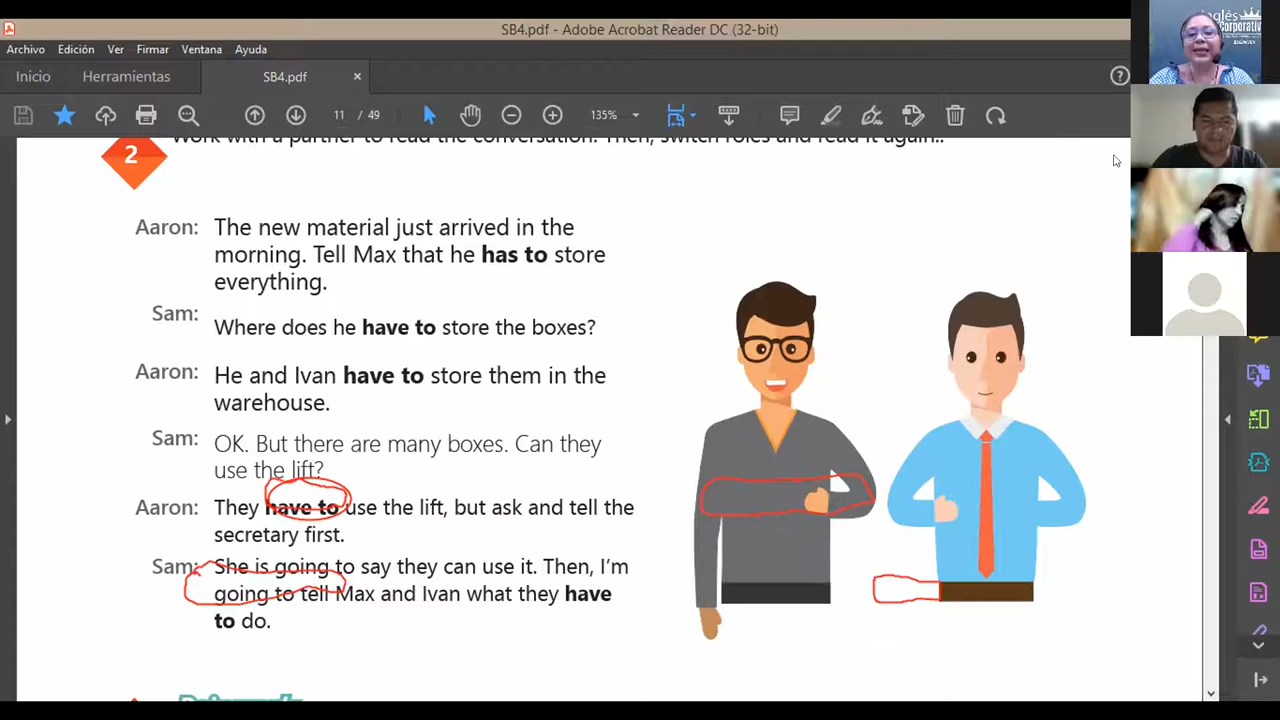 SB4.pdf - Adobe Acrobat Reader DC (32-bit)
Archivo Edición Ver Firmar Ventana Ayuda
Inicio Herramientas SB4.pdf ×
11 / 49 135%
Inglés
Corporativo
2 Work with a partner to read the conversation. Then, switch roles and read it again..
Aaron: The new material just arrived in the
morning. Tell Max that he has to store
everything.
Sam: Where does he have to store the boxes?
Aaron: He and Ivan have to store them in the
warehouse.
Sam: OK. But there are many boxes. Can they
use the lift?
Aaron: They have to use the lift, but ask and tell the
secretary first.
Sam: She is going to say they can use it. Then, I'm
going to tell Max and Ivan what they have
to do.